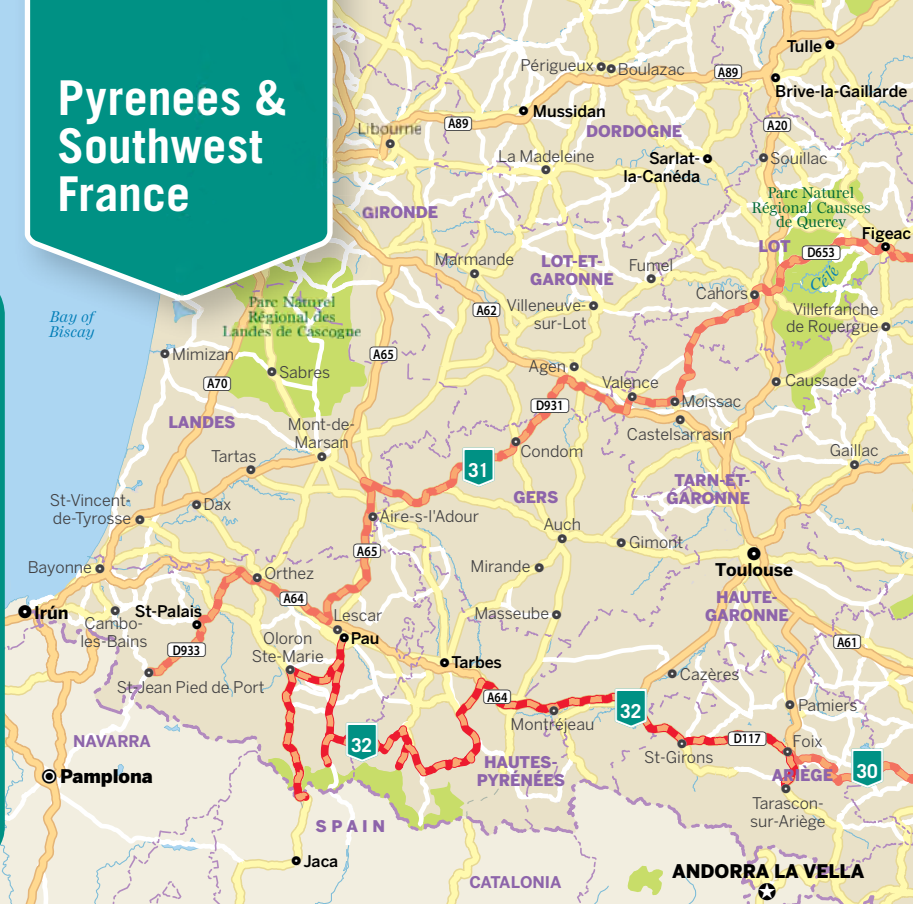 Pyrenees &
Southwest
France
Tulle
Périgueux
Boulazac
A89
Brive-la-Gaillarde
Mussidan
A89
DORDOGNE
A20
Libourne
La Madeleine
Sarlat-
la-Canéda
Souillac
Parc Naturel
Régional Causses
de Quercy
GIRONDE
LOT
Figeac
D653
Marmande
LOT-ET-
GARONNE
Fumel
Célé
Cahors
Bay of
Biscay
Parc Naturel
Régional des
Landes de Cascogne
A62
Villeneuve-
sur-Lot
Villefranche
de Rouergue
Mimizan
A65
Sabres
A70
Agen
Valence
Caussade
D931
Moissac
LANDES
Mont-de-
Marsan
Castelsarrasin
Tartas
Condom
Gaillac
31
TARN-ET-
GARONNE
St-Vincent-
de-Tyrosse
Dax
GERS
Aire-s-l'Adour
Auch
Gimont
A65
Toulouse
Bayonne
Orthez
Mirande
A64
HAUTE-
GARONNE
Irún
St-Palais
Cambo-
les-Bains
Lescar
Masseube
Pau
D933
Oloron
Ste-Marie
A61
Tarbes
Cazères
St-Jean Pied de Port
A64
Montréjeau
32
Pamiers
NAVARRA
32
D117
St-Girons
Foix
HAUTES-
PYRÉNÉES
ARIÈGE
30
Pamplona
Tarascon-
sur-Ariège
SPAIN
Jaca
ANDORRA LA VELLA
CATALONIA